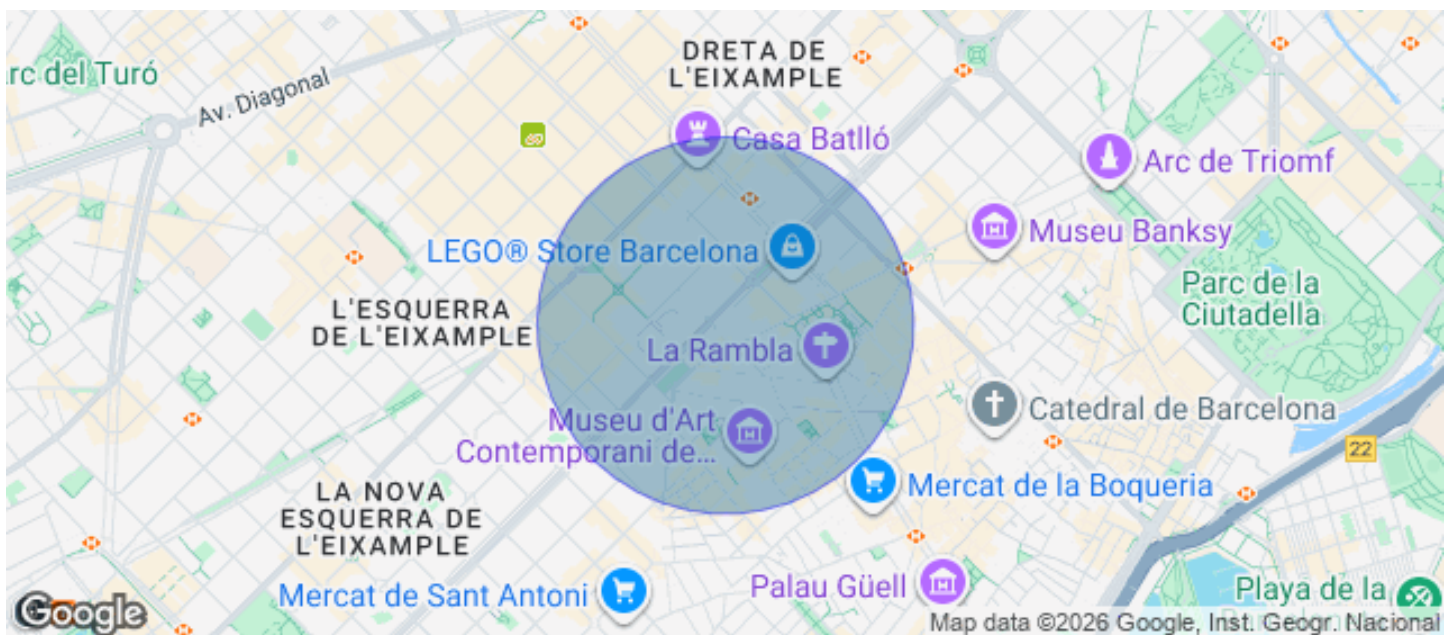 DRETA DE
L'EIXAMPLE
rc del Turó
Av. Diagonal
Casa Batlló
Arc de Triomf
LEGO® Store Barcelona
Museu Banksy
Parc de la
Ciutadella
L'ESQUERRA
DE L'EIXAMPLE
La Rambla
Museu d'Art
Contemporani de...
Catedral de Barcelona
22
LA NOVA
ESQUERRA DE
L'EIXAMPLE
Mercat de la Boqueria
Mercat de Sant Antoni
Palau Güell
Playa de la
Google
Map data ©2026 Google, Inst. Geogr. Nacional